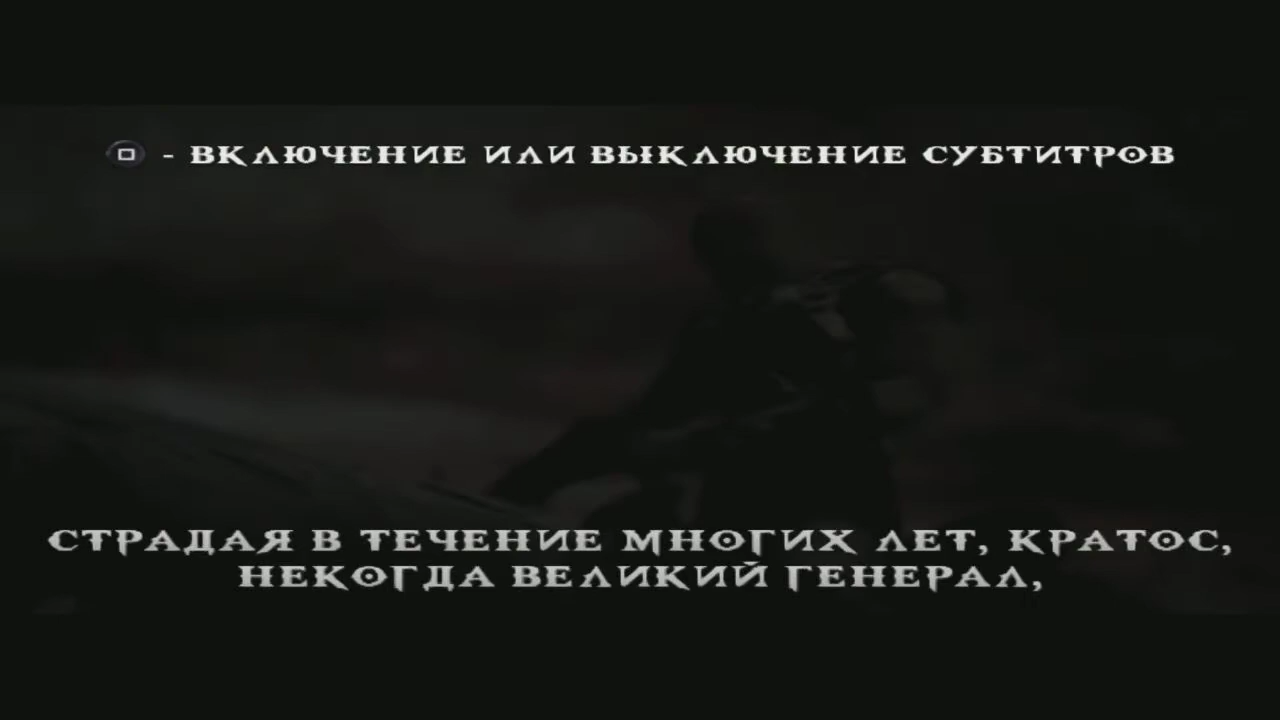 - ВКЛЮЧЕНИЕ ИЛИ ВЫКЛЮЧЕНИЕ СУБТИТРОВ
СТРАДАЯ В ТЕЧЕНИЕ МНОГИХ ЛЕТ, КРАТОС,
НЕКОГДА ВЕЛИКИЙ ГЕНЕРАЛ,